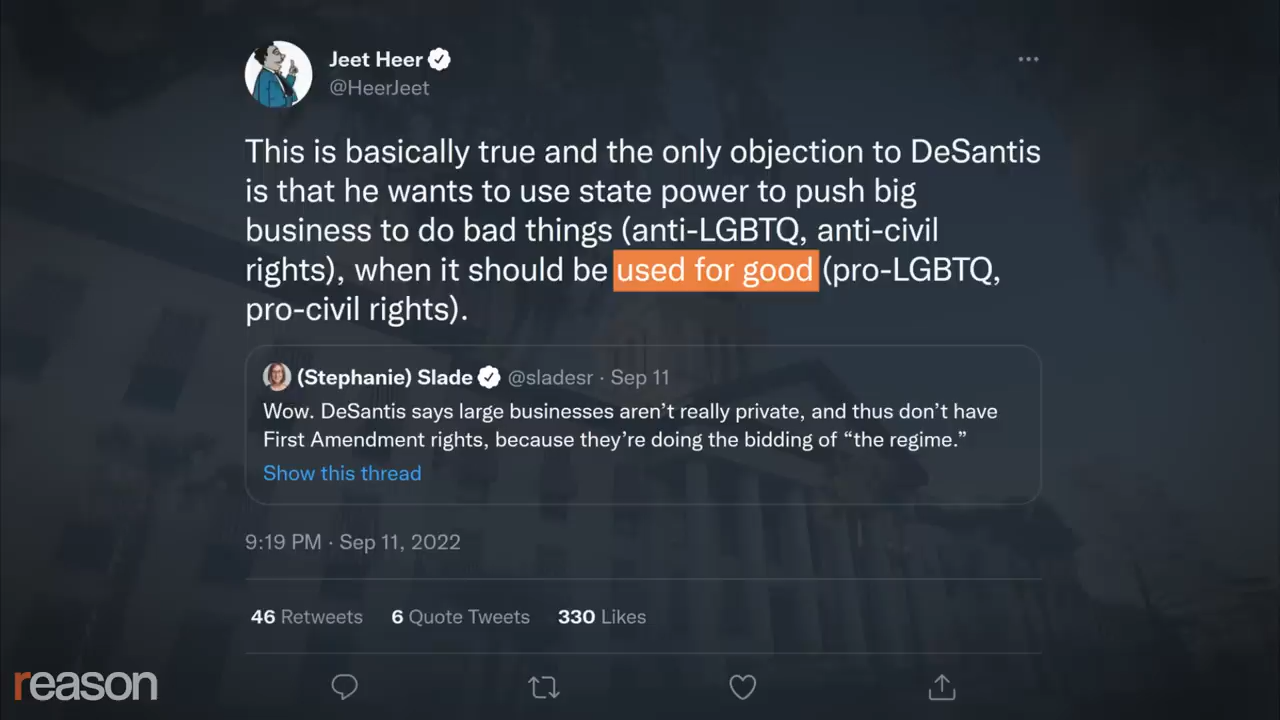 Jeet Heer
@HeerJeet
This is basically true and the only objection to DeSantis
is that he wants to use state power to push big
business to do bad things (anti-LGBTQ, anti-civil
rights), when it should be used for good (pro-LGBTQ,
pro-civil rights).
(Stephanie) Slade @sladesr · Sep 11
Wow. DeSantis says large businesses aren’t really private, and thus don’t have
First Amendment rights, because they’re doing the bidding of “the regime.”
Show this thread
9:19 PM · Sep 11, 2022
46 Retweets 6 Quote Tweets 330 Likes
reason